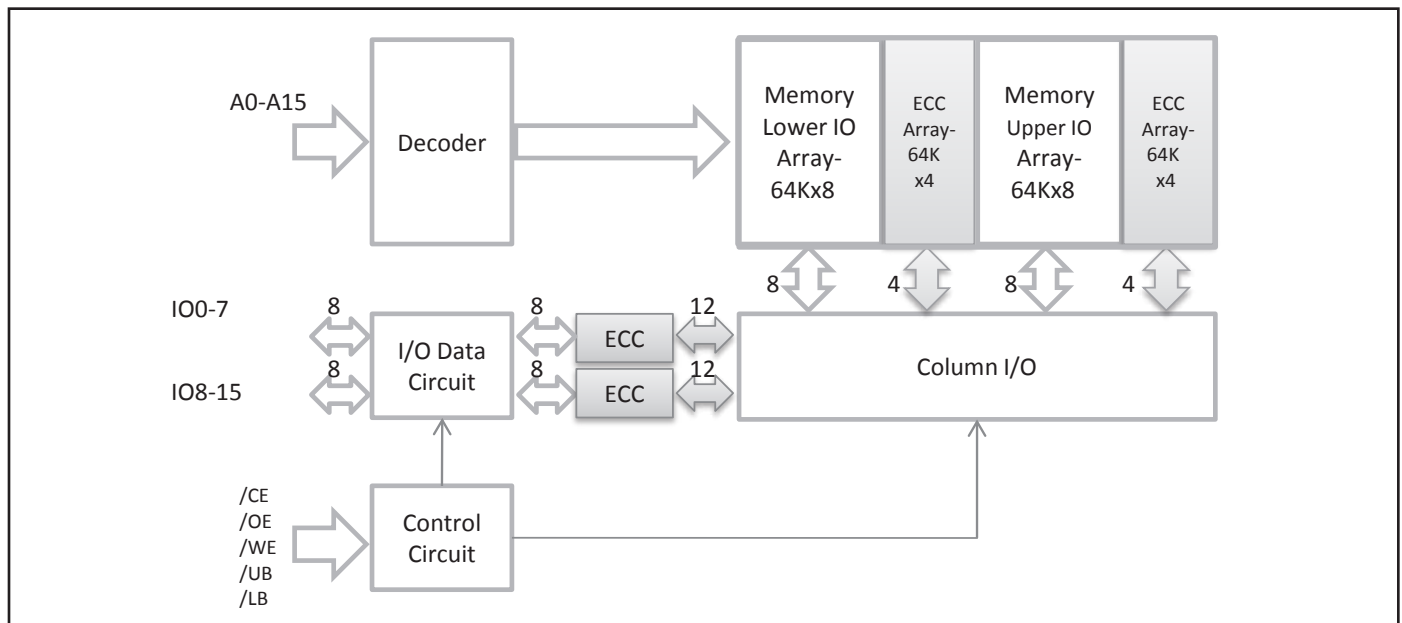 A0-A15
Decoder
Memory
Lower IO
Array-
64Kx8
ECC
Array-
64K
x4
Memory
Upper IO
Array-
64Kx8
ECC
Array-
64K
x4
8
4
8
4
IO0-7
8
8
12
I/O Data
Circuit
ECC
Column I/O
IO8-15
8
8
12
ECC
/CE
/OE
/WE
/UB
/LB
Control
Circuit